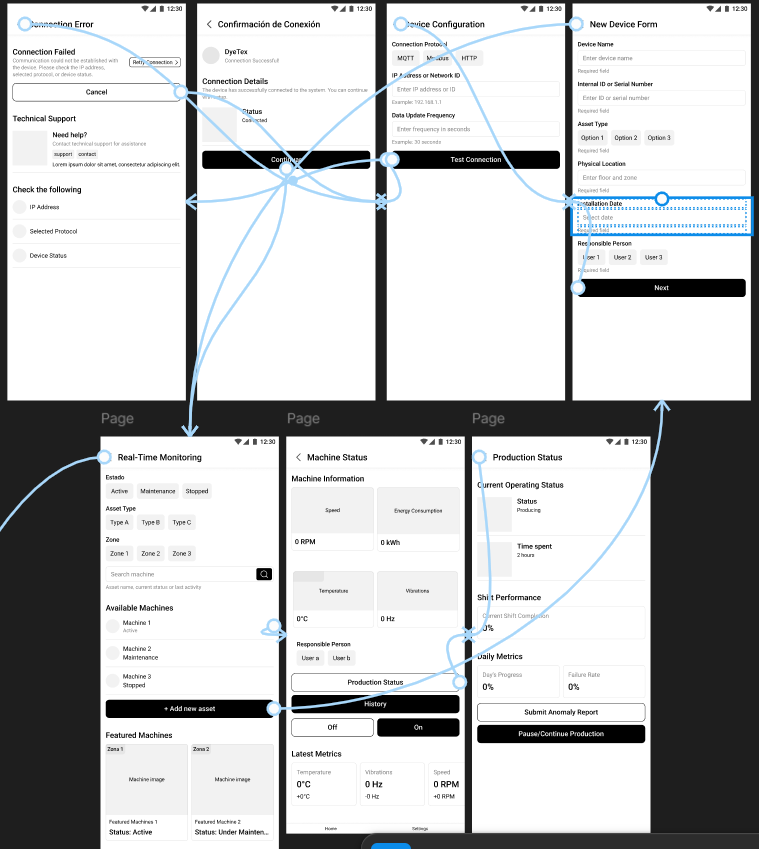 12:30
Connection Error
Connection Failed
Communication could not be established with
the device. Please check the IP address,
selected protocol, or device status.
Retry Connection
Cancel
Technical Support
Need help?
Contact technical support for assistance
support contact
Lorem ipsum dolor sit amet, consectetur adipiscing elit.
Check the following
IP Address
Selected Protocol
Device Status
12:30
Confirmación de Conexión
DyeTex
Connection Successful!
Connection Details
The device has successfully connected to the system. You can continue
Status
Connected
Continue
12:30
Device Configuration
Connection Protocol
MQTT Modbus HTTP
IP Address or Network ID
Enter IP address or ID
Example: 192.168.1.1
Data Update Frequency
Enter frequency in seconds
Example: 30 seconds
Test Connection
12:30
New Device Form
Device Name
Enter device name
Required field
Internal ID or Serial Number
Enter ID or serial number
Required field
Asset Type
Option 1 Option 2 Option 3
Required field
Physical Location
Enter floor and zone
Required field
Installation Date
Select date
Required field
Responsible Person
User 1 User 2 User 3
Required field
Next
Page
12:30
Real-Time Monitoring
Estado
Active Maintenance Stopped
Asset Type
Type A Type B Type C
Zone
Zone 1 Zone 2 Zone 3
Search machine
Asset name, current status or last activity
Available Machines
Machine 1
Active
Machine 2
Maintenance
Machine 3
Stopped
+ Add new asset
Featured Machines
Zona 1
Machine image
Featured Machines 1
Status: Active
Zona 2
Machine image
Featured Machine 2
Status: Under Mainten...
Page
12:30
Machine Status
Machine Information
Speed
0 RPM
Energy Consumption
0 kWh
Temperature
0°C
Vibrations
0 Hz
Responsible Person
User a User b
Production Status
History
Off On
Latest Metrics
Temperature
0°C
+0°C
Vibrations
0 Hz
-0 Hz
Speed
0 RPM
+0 RPM
Home Settings
Page
12:30
Production Status
Current Operating Status
Status
Producing
Time spent
2 hours
Shift Performance
Current Shift Completion
0%
Daily Metrics
Day's Progress
0%
Failure Rate
0%
Submit Anomaly Report
Pause/Continue Production